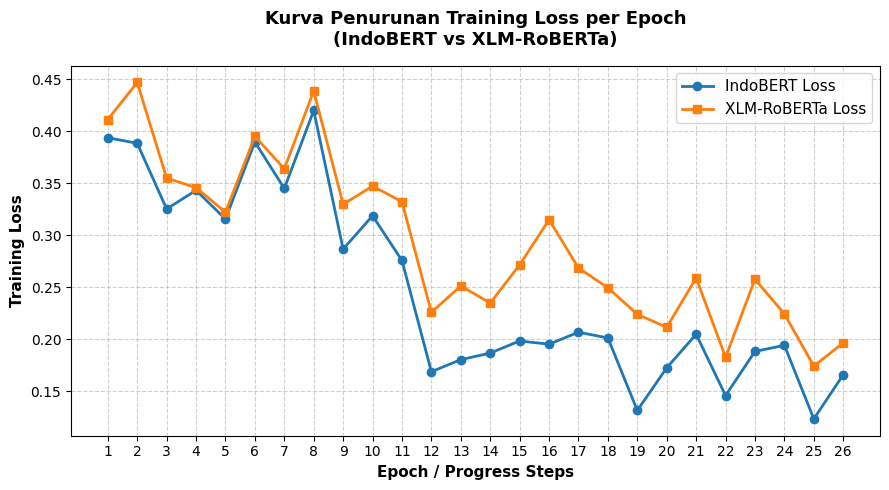 Kurva Penurunan Training Loss per Epoch
(IndoBERT vs XLM-RoBERTa)
IndoBERT Loss
XLM-RoBERTa Loss
Training Loss
0.45
0.40
0.35
0.30
0.25
0.20
0.15
1 2 3 4 5 6 7 8 9 10 11 12 13 14 15 16 17 18 19 20 21 22 23 24 25 26
Epoch / Progress Steps